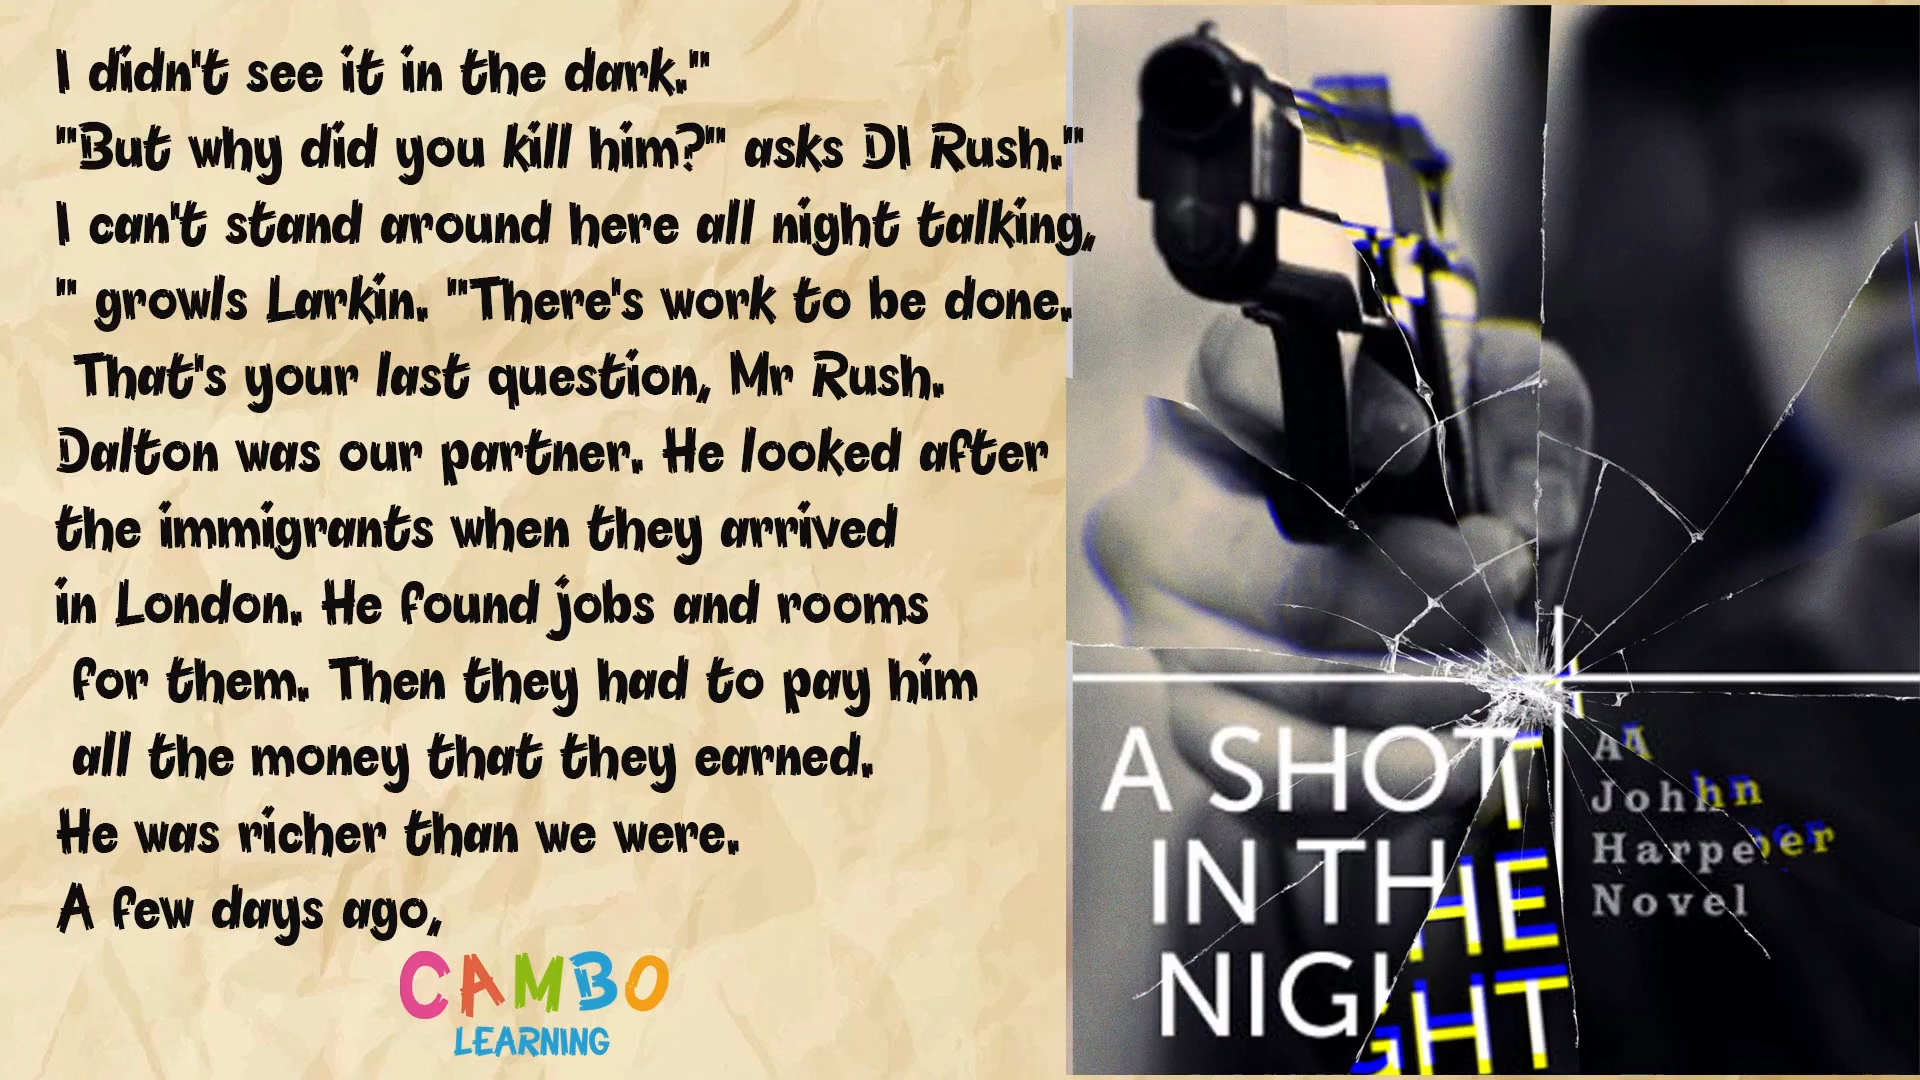 I didn't see it in the dark.""
""But why did you kill him?"" asks DI Rush.""
I can't stand around here all night talking,
"" growls Larkin. ""There's work to be done.
That's your last question, Mr Rush.
Dalton was our partner. He looked after
the immigrants when they arrived
in London. He found jobs and rooms
for them. Then they had to pay him
all the money that they earned.
He was richer than we were.
A few days ago,
CAMBO
LEARNING
A SHOT
IN THE
NIGHT
A
John
Harper
Novel